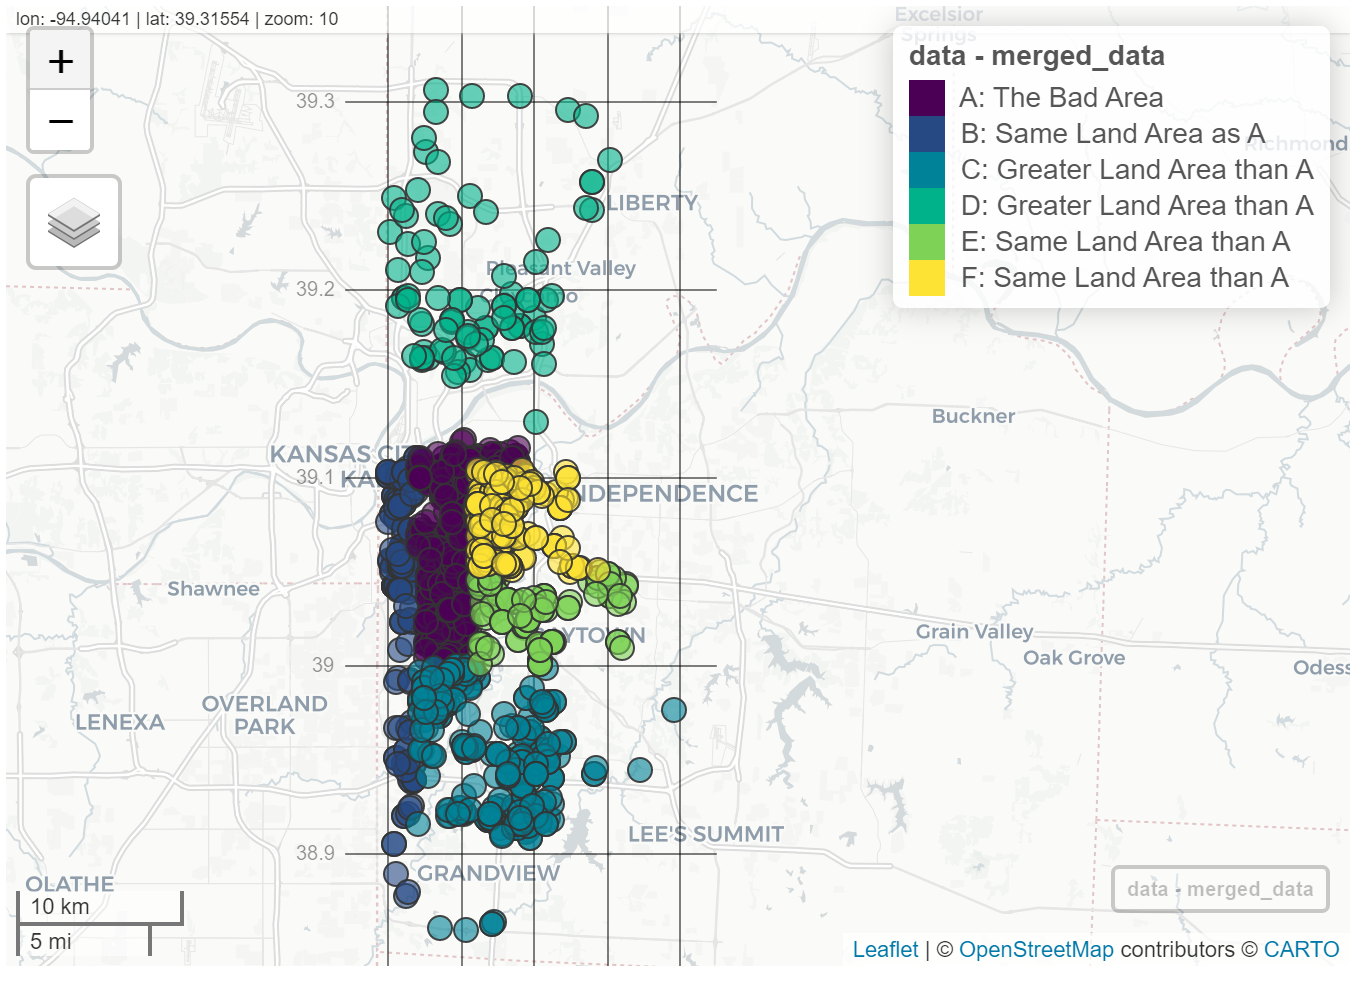 lon: -94.94041 | lat: 39.31554 | zoom: 10
Excelsior
Springs
+
−
data - merged_data
A: The Bad Area
B: Same Land Area as A
C: Greater Land Area than A
D: Greater Land Area than A
E: Same Land Area than A
F: Same Land Area than A
Richmond
39.3
LIBERTY
Pleasant Valley
39.2
Buckner
KANSAS CI
39.1
KA
NDEPENDENCE
Shawnee
Grain Valley
YTOWN
Oak Grove
39
Odess
OVERLAND
PARK
LENEXA
LEE'S SUMMIT
38.9
GRANDVIEW
OLATHE
10 km
5 mi
data - merged_data
Leaflet | © OpenStreetMap contributors © CARTO